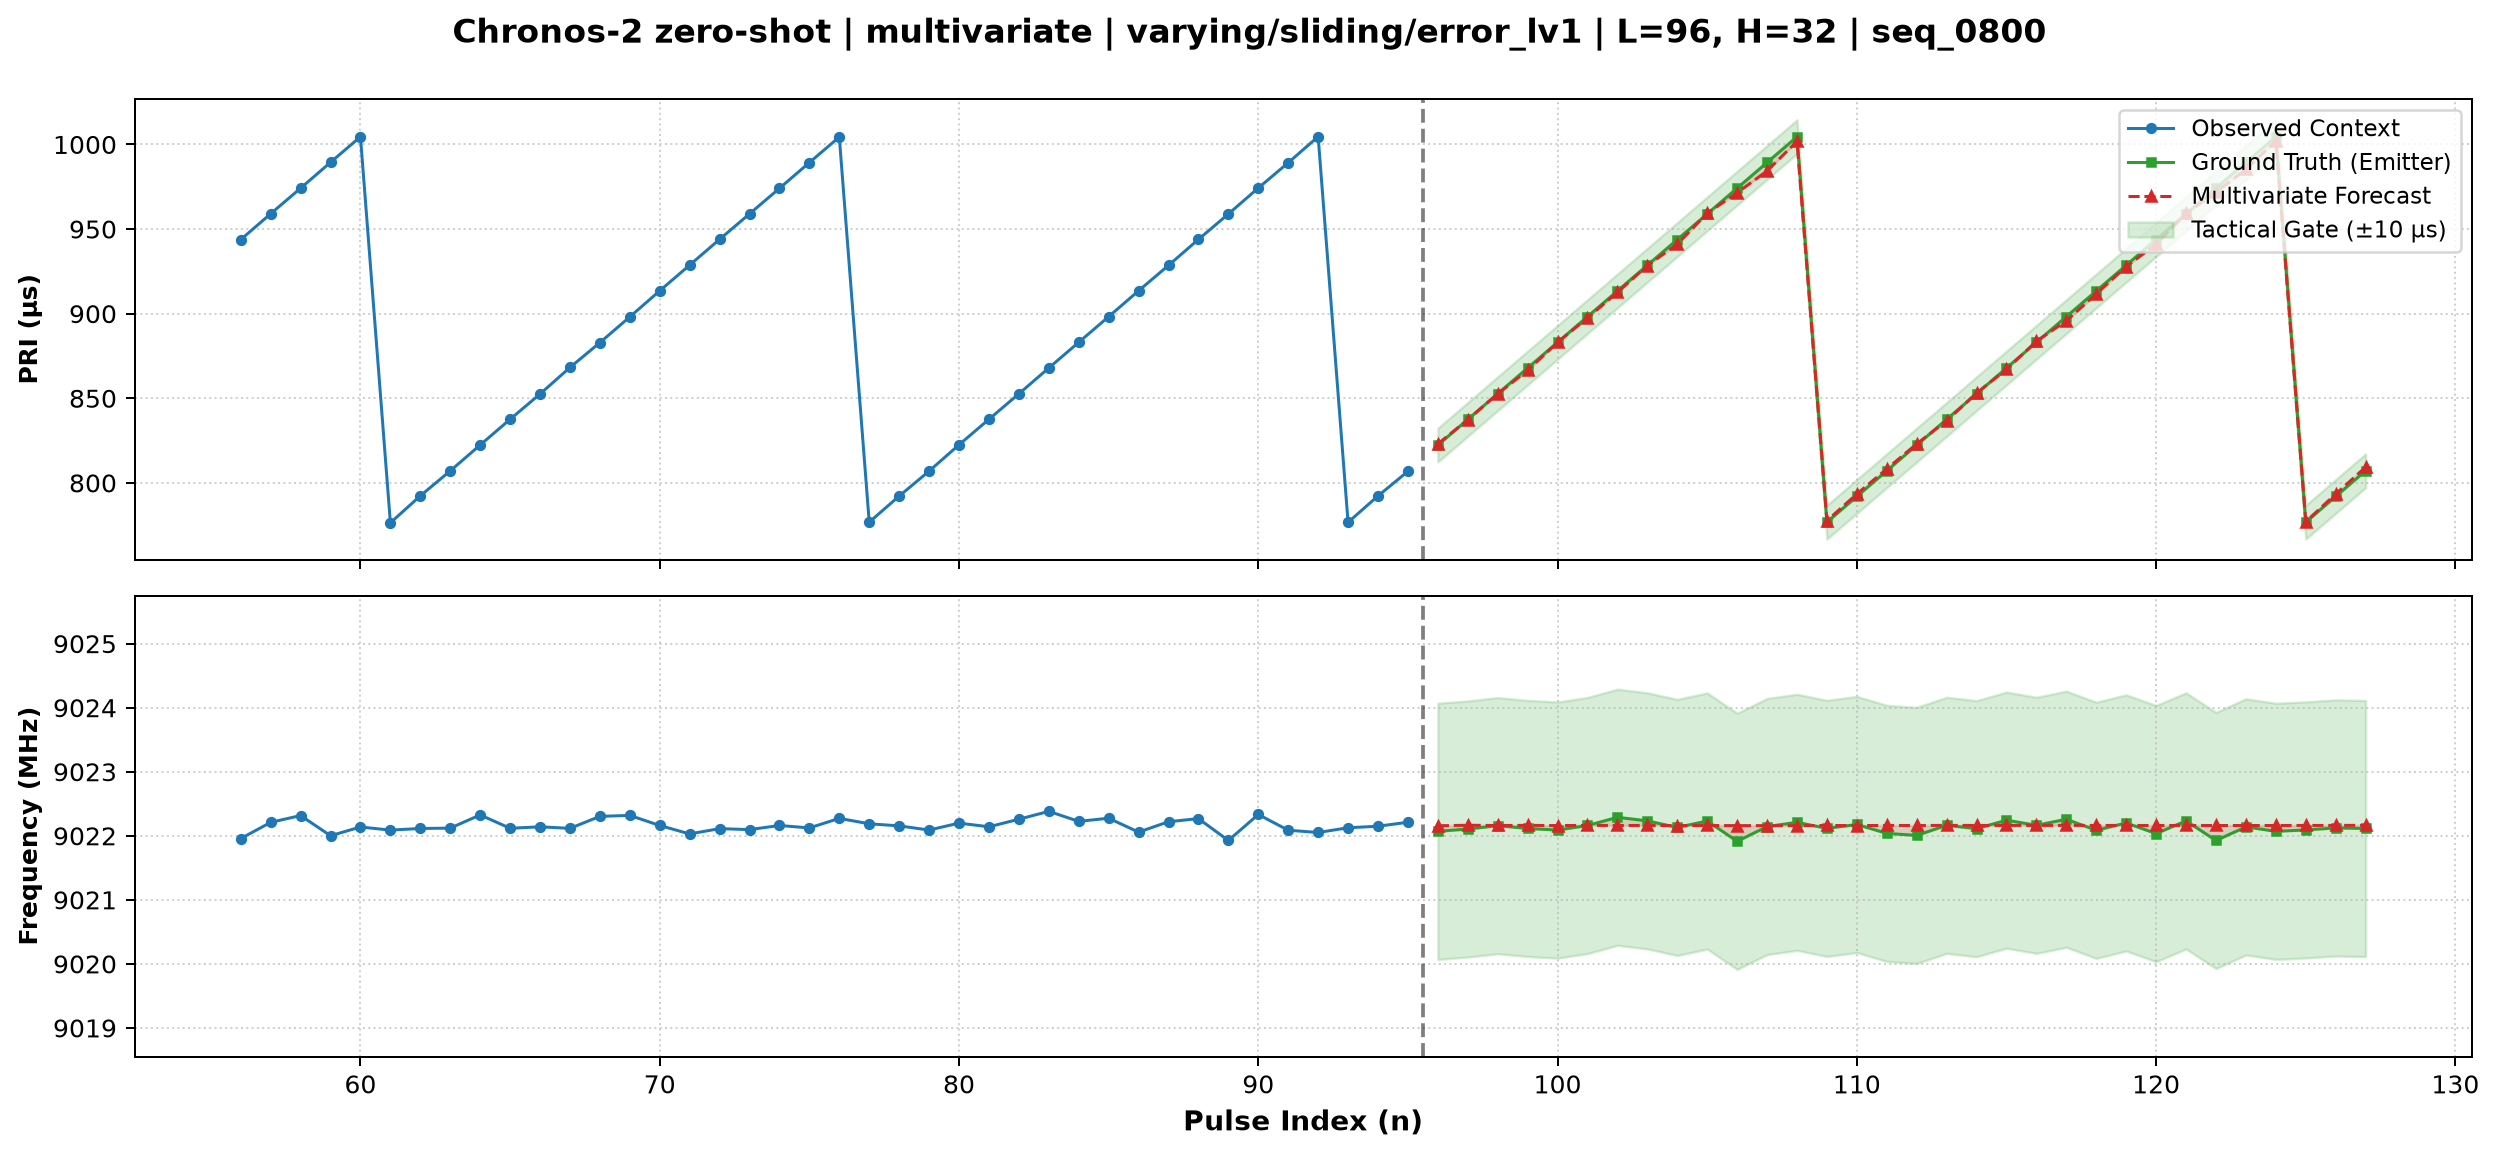 Chronos-2 zero-shot | multivariate | varying/sliding/error_lv1 | L=96, H=32 | seq_0800
PRI (µs)
1000
950
900
850
800
Observed Context
Ground Truth (Emitter)
Multivariate Forecast
Tactical Gate (±10 µs)
Frequency (MHz)
9025
9024
9023
9022
9021
9020
9019
60 70 80 90 100 110 120 130
Pulse Index (n)